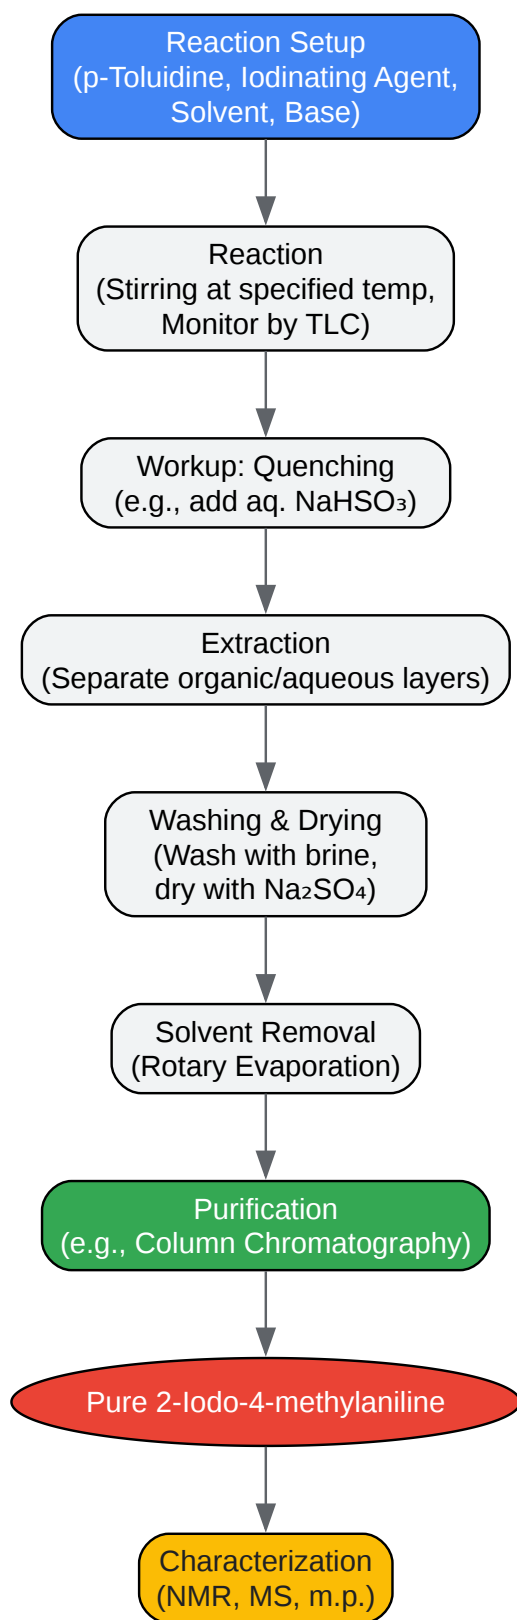 Reaction Setup
(p-Toluidine, Iodinating Agent,
Solvent, Base)
Reaction
(Stirring at specified temp,
Monitor by TLC)
Workup: Quenching
(e.g., add aq. NaHSO₃)
Extraction
(Separate organic/aqueous layers)
Washing & Drying
(Wash with brine,
dry with Na₂SO₄)
Solvent Removal
(Rotary Evaporation)
Purification
(e.g., Column Chromatography)
Pure 2-Iodo-4-methylaniline
Characterization
(NMR, MS, m.p.)